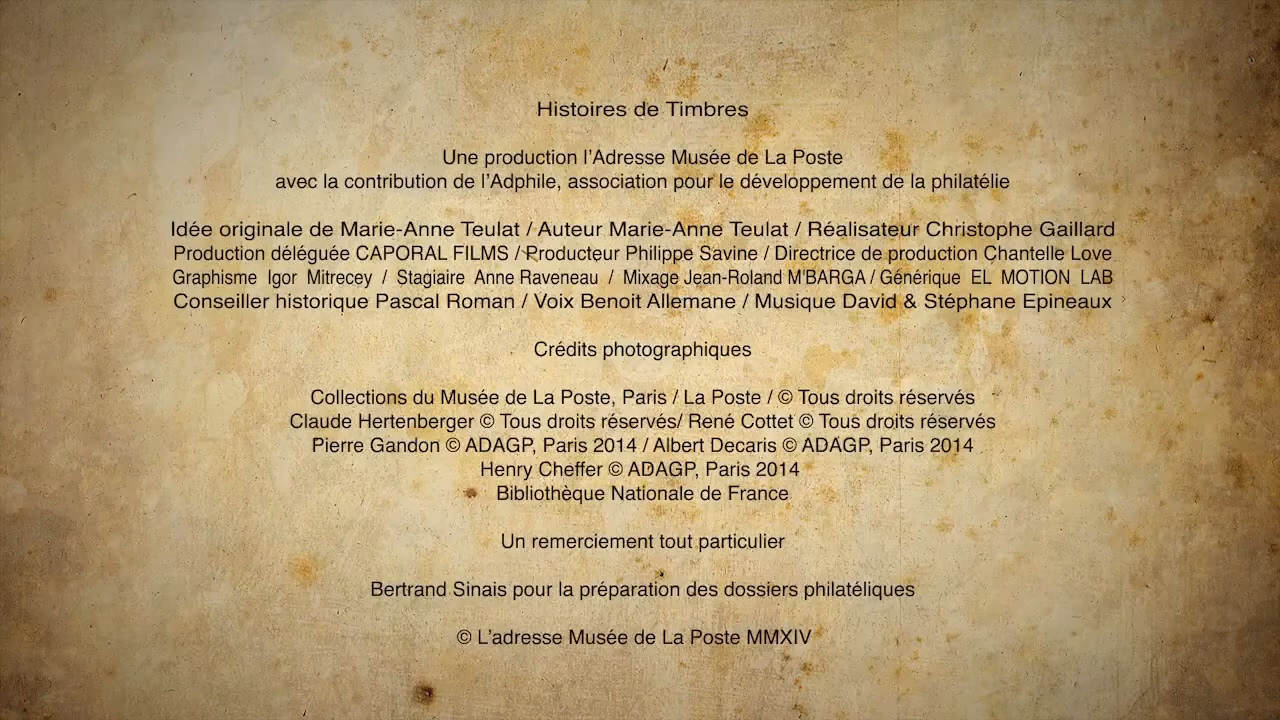 Histoires de Timbres
Une production l'Adresse Musée de La Poste
avec la contribution de l'Adphile, association pour le développement de la philatélie
Idée originale de Marie-Anne Teulat / Auteur Marie-Anne Teulat / Réalisateur Christophe Gaillard
Production déléguée CAPORAL FILMS / Producteur Philippe Savine / Directrice de production Chantelle Love
Graphisme Igor Mitrecey / Stagiaire Anne Raveneau / Mixage Jean-Roland M'BARGA / Générique EL MOTION LAB
Conseiller historique Pascal Roman / Voix Benoit Allemane / Musique David & Stéphane Epineaux
Crédits photographiques
Collections du Musée de La Poste, Paris / La Poste / © Tous droits réservés
Claude Hertenberger © Tous droits réservés/ René Cottet © Tous droits réservés
Pierre Gandon © ADAGP, Paris 2014 / Albert Decaris © ADAGP, Paris 2014
Henry Cheffer © ADAGP, Paris 2014
Bibliothèque Nationale de France
Un remerciement tout particulier
Bertrand Sinais pour la préparation des dossiers philatéliques
© L'adresse Musée de La Poste MMXIV